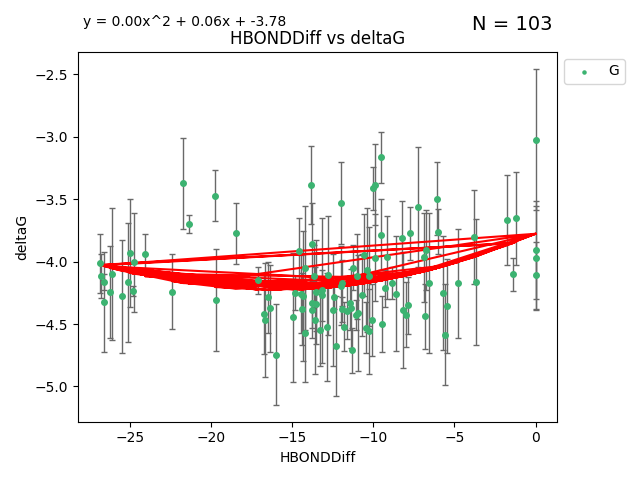 y = 0.00x^2 + 0.06x + -3.78
N = 103
HBONDDiff vs deltaG
G
−2.5
−3.0
−3.5
−4.0
−4.5
−5.0
deltaG
−25
−20
−15
−10
−5
0
HBONDDiff